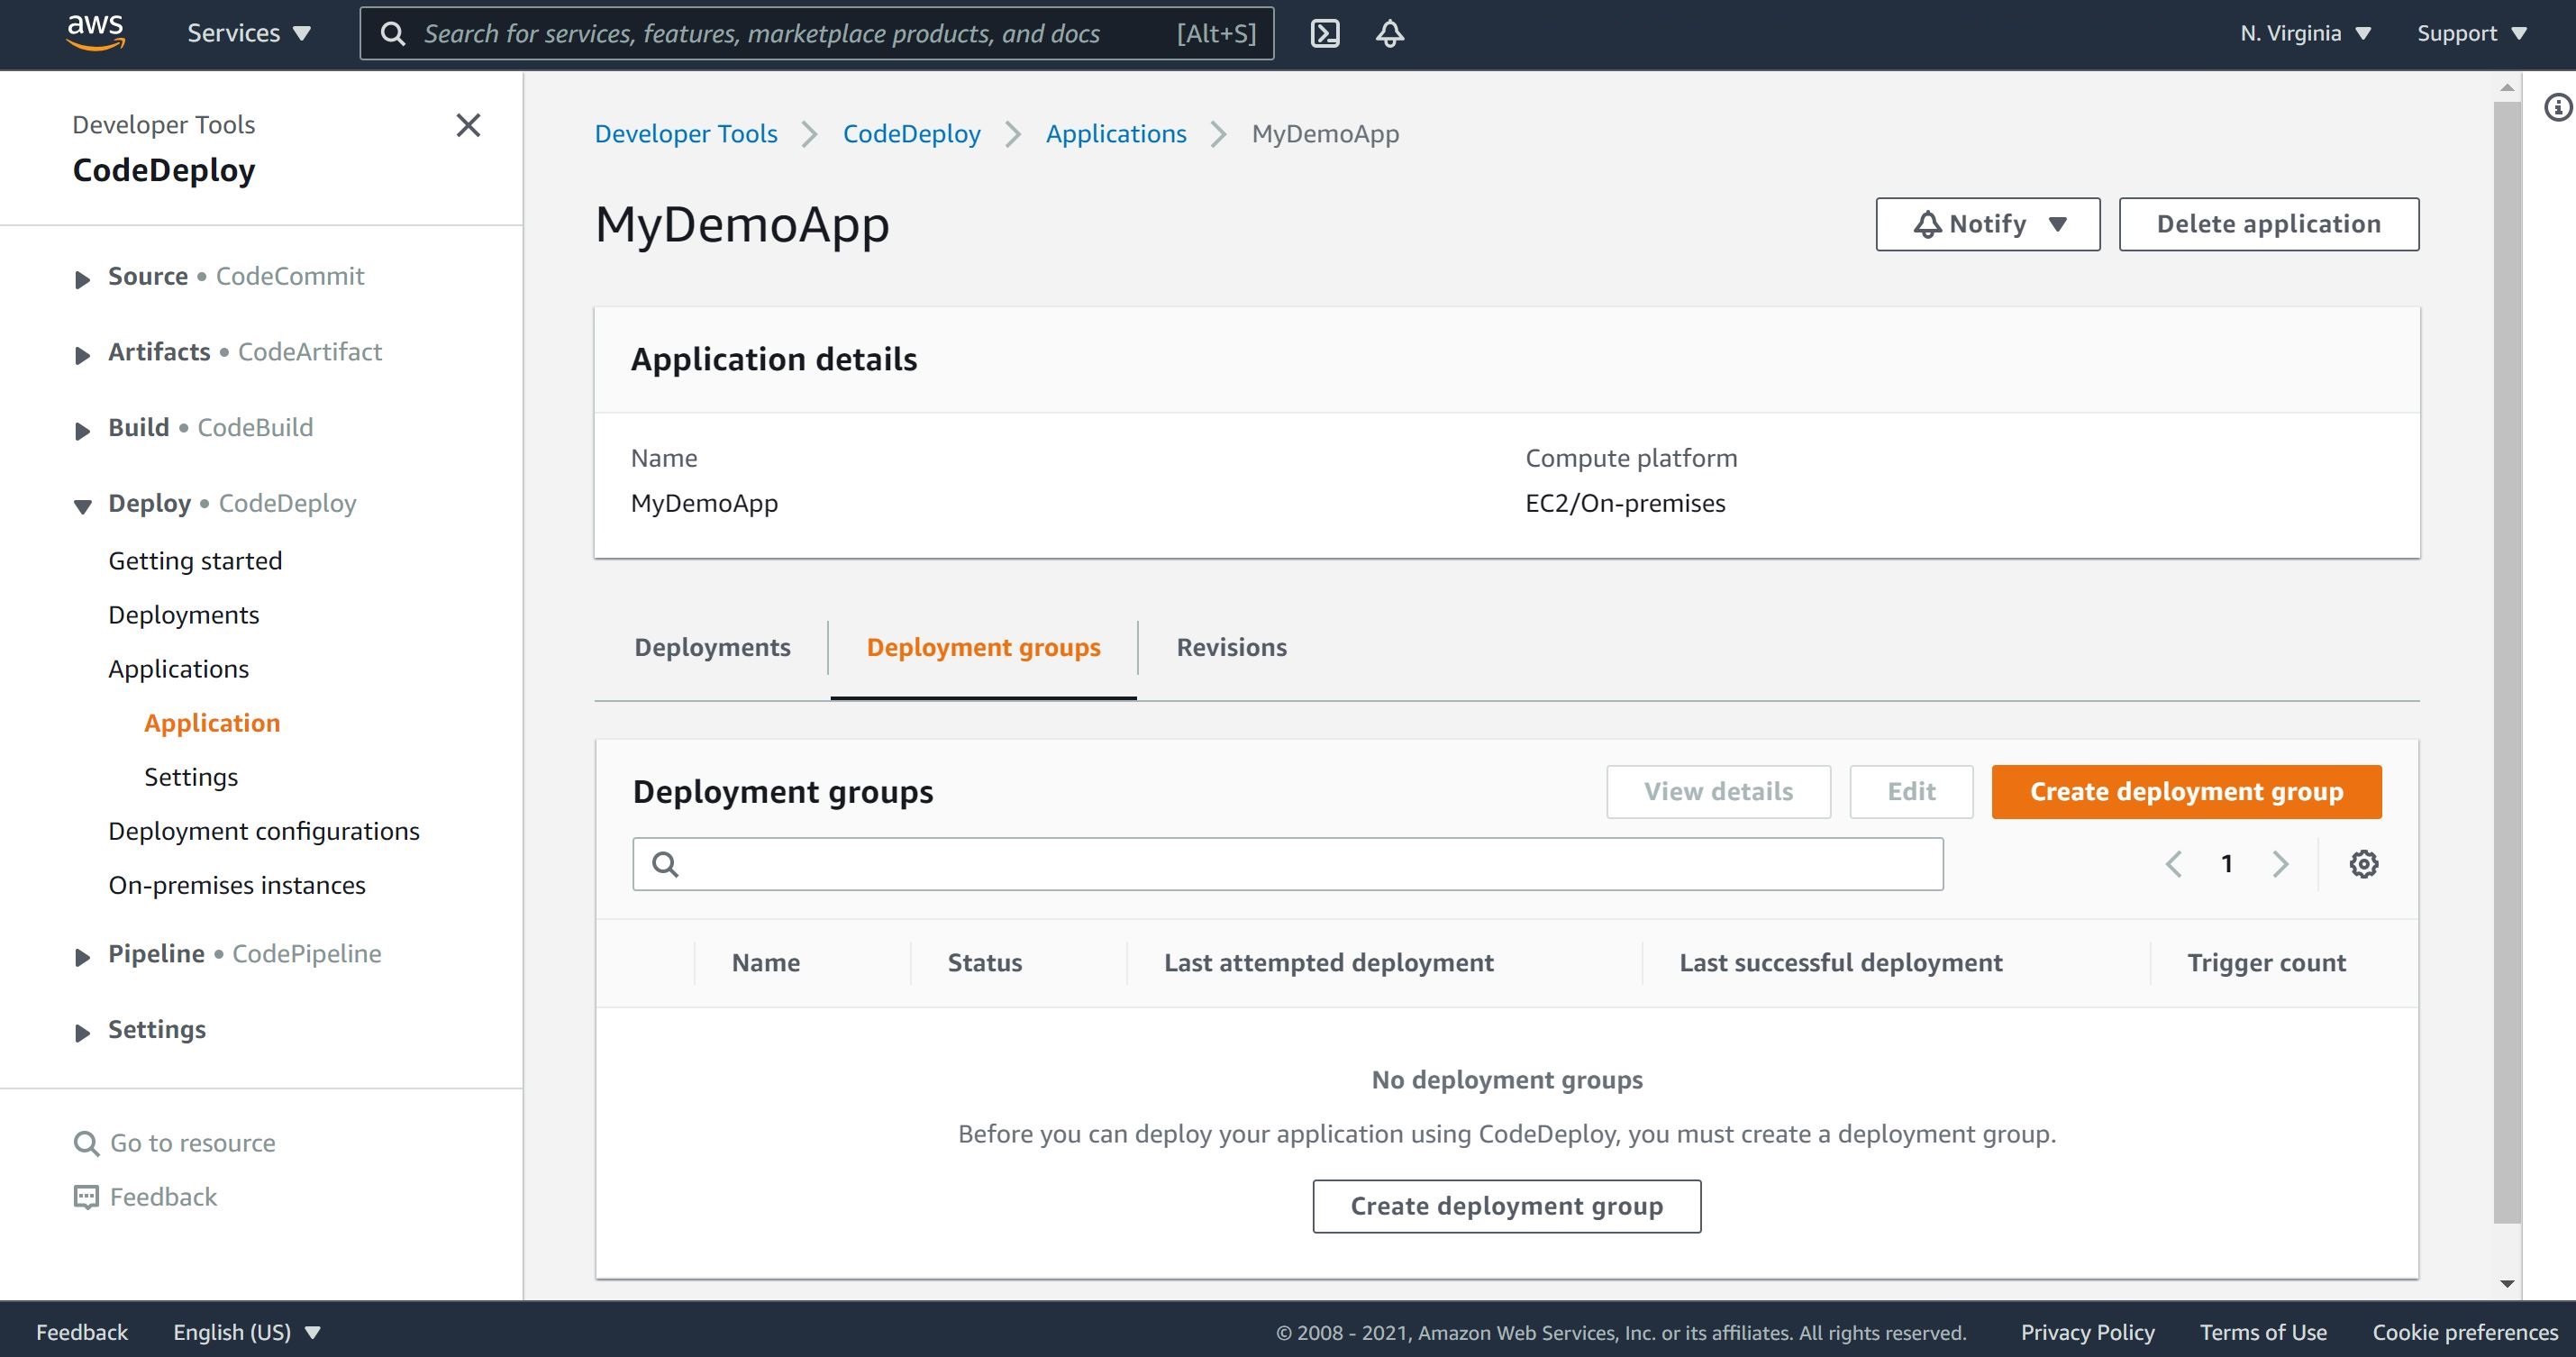 aws Services Search for services, features, marketplace products, and docs [Alt+S] N. Virginia Support
Developer Tools
CodeDeploy
Source • CodeCommit
Artifacts • CodeArtifact
Build • CodeBuild
Deploy • CodeDeploy
Getting started
Deployments
Applications
Application
Settings
Deployment configurations
On-premises instances
Pipeline • CodePipeline
Settings
Go to resource
Feedback
Developer Tools CodeDeploy Applications MyDemoApp
MyDemoApp Notify Delete application
Application details
Name Compute platform
MyDemoApp EC2/On-premises
Deployments Deployment groups Revisions
Deployment groups View details Edit Create deployment group
1
Name Status Last attempted deployment Last successful deployment Trigger count
No deployment groups
Before you can deploy your application using CodeDeploy, you must create a deployment group.
Create deployment group
Feedback English (US) © 2008 - 2021, Amazon Web Services, Inc. or its affiliates. All rights reserved. Privacy Policy Terms of Use Cookie preferences